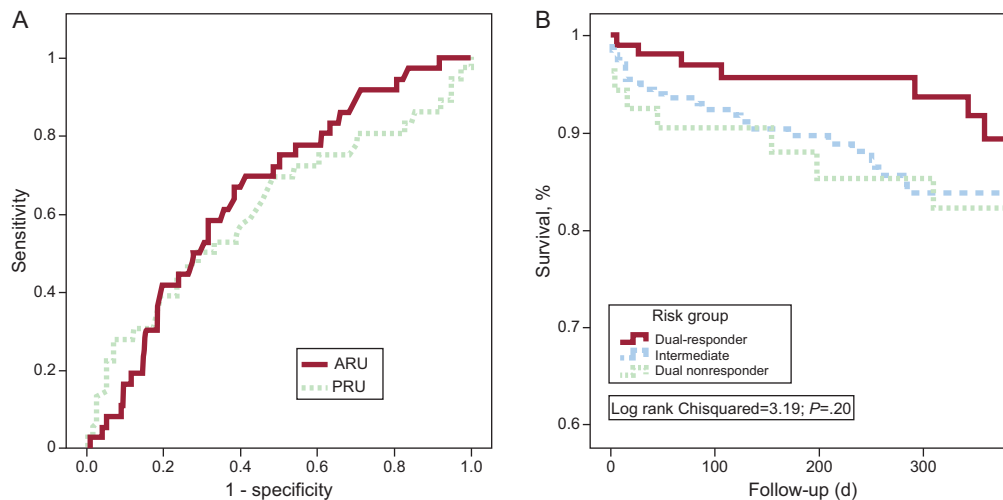 A
Sensitivity
1
0.8
0.6
0.4
0.2
0
0.0
0.2
0.4
0.6
0.8
1.0
1 - specificity
ARU
PRU
B
Survival, %
1
0.9
0.8
0.7
0.6
0
100
200
300
Follow-up (d)
Risk group
Dual-responder
Intermediate
Dual nonresponder
Log rank Chisquared=3.19; P=.20